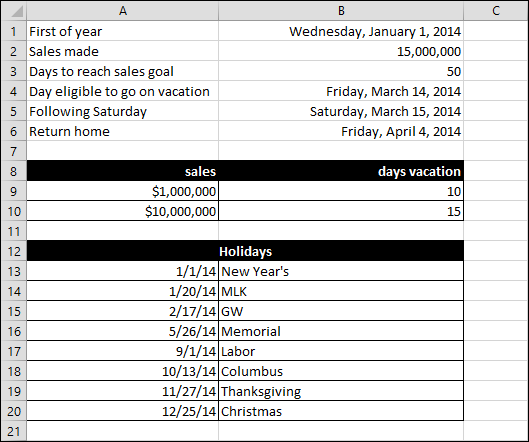 A B C
1 First of year Wednesday, January 1, 2014
2 Sales made 15,000,000
3 Days to reach sales goal 50
4 Day eligible to go on vacation Friday, March 14, 2014
5 Following Saturday Saturday, March 15, 2014
6 Return home Friday, April 4, 2014
7
8 sales days vacation
9 $1,000,000 10
10 $10,000,000 15
11
12 Holidays
13 1/1/14 New Year's
14 1/20/14 MLK
15 2/17/14 GW
16 5/26/14 Memorial
17 9/1/14 Labor
18 10/13/14 Columbus
19 11/27/14 Thanksgiving
20 12/25/14 Christmas
21